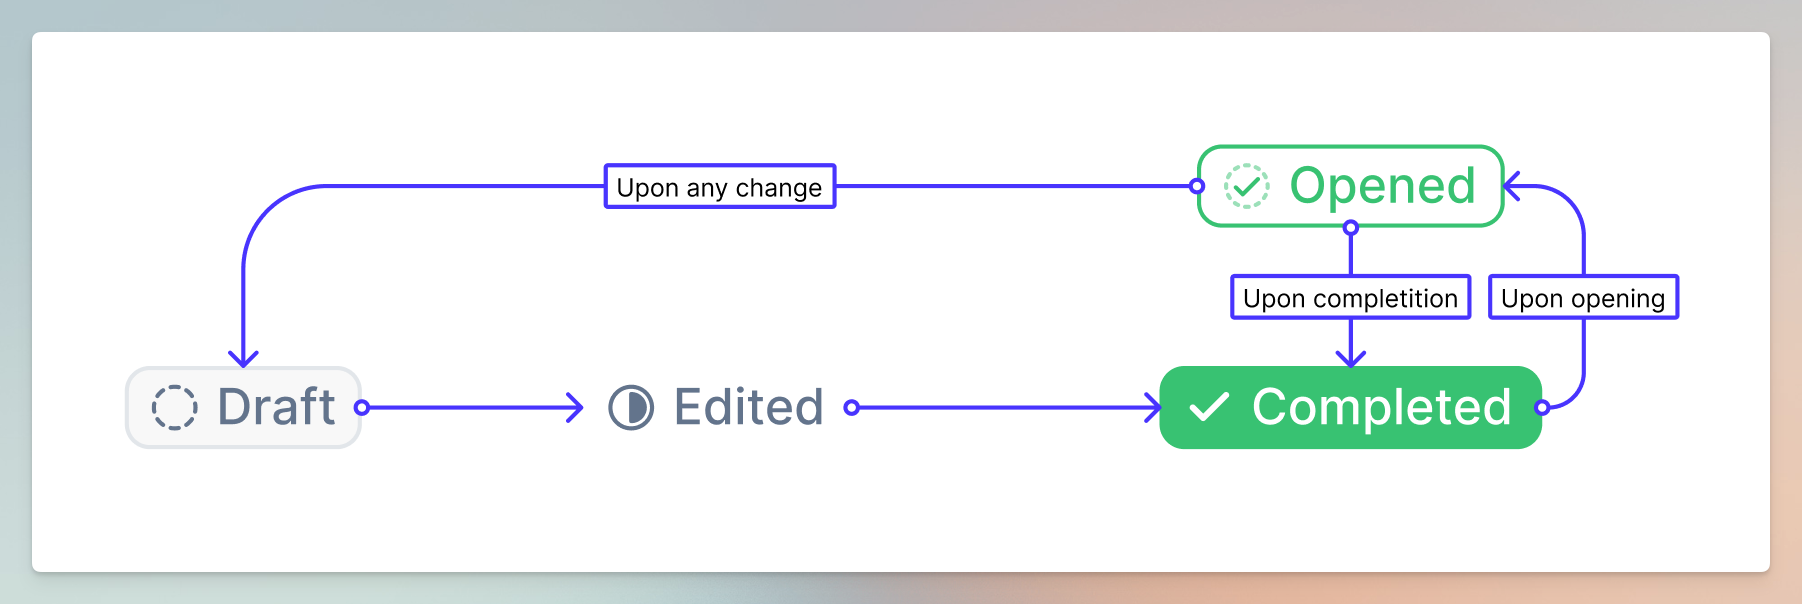 Opened
Upon any change
Upon completition
Upon opening
Draft
Edited
Completed